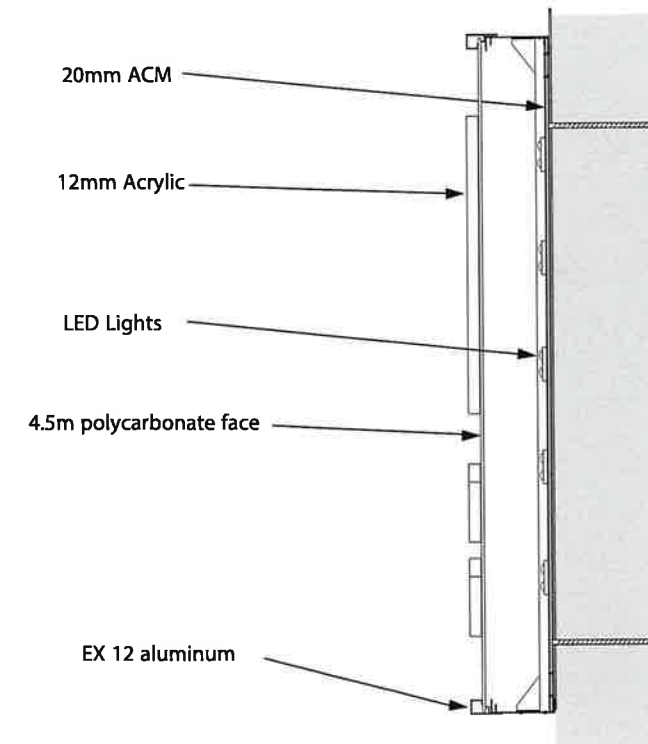 20mm ACM
12mm Acrylic
LED Lights
4.5m polycarbonate face
EX 12 aluminum